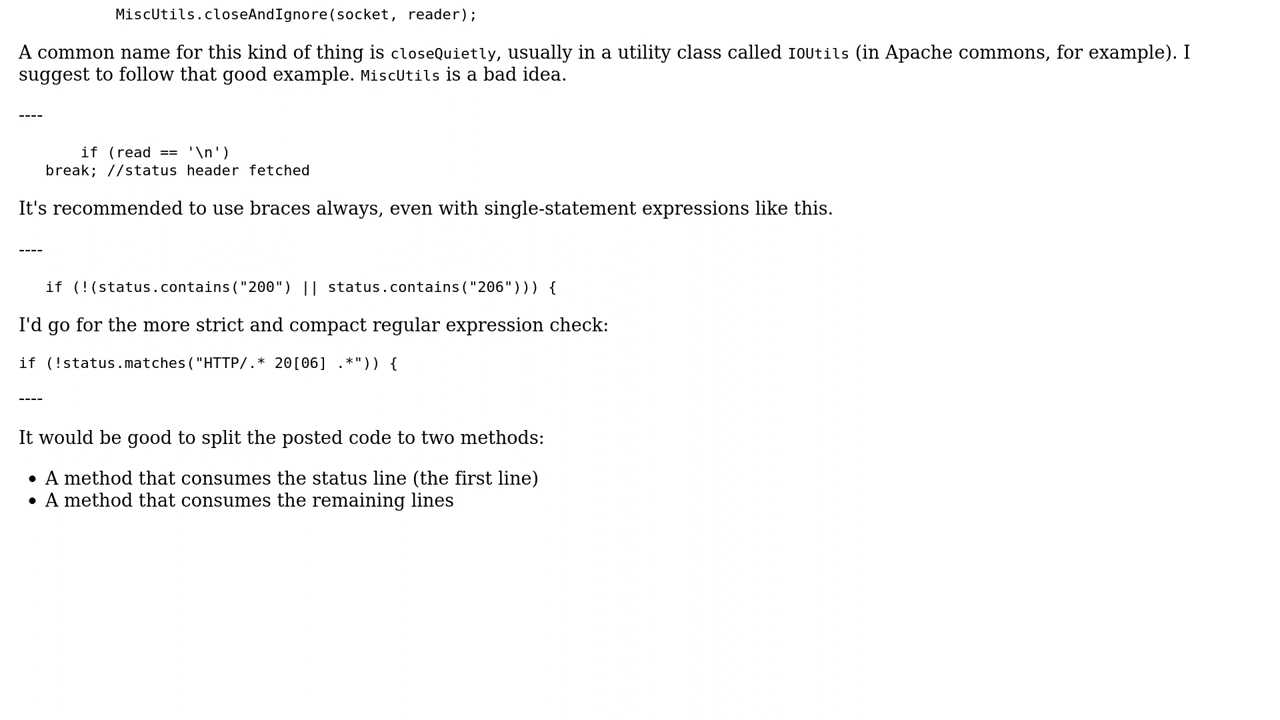 MiscUtils.closeAndIgnore(socket, reader);
A common name for this kind of thing is closeQuietly, usually in a utility class called IOUtils (in Apache commons, for example). I
suggest to follow that good example. MiscUtils is a bad idea.
----
if (read == '\n')
break; //status header fetched
It's recommended to use braces always, even with single-statement expressions like this.
----
if (!(status.contains("200") || status.contains("206"))) {
I'd go for the more strict and compact regular expression check:
if (!status.matches("HTTP/.* 20[06] .*")) {
----
It would be good to split the posted code to two methods:
• A method that consumes the status line (the first line)
• A method that consumes the remaining lines